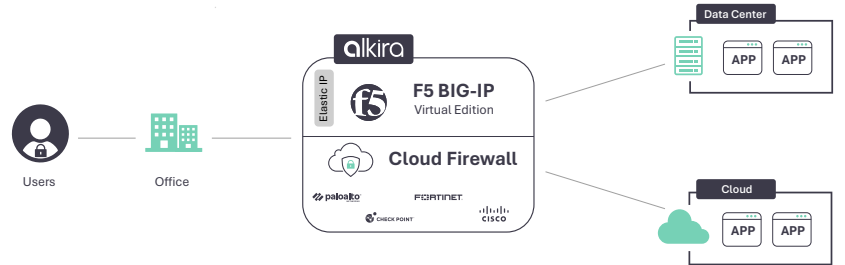 Data Center
APP APP
alkira
Elastic IP
f5
F5 BIG-IP
Virtual Edition
Users
Office
Cloud Firewall
paloalto
FORTINET
CHECK POINT
CISCO
Cloud
APP APP